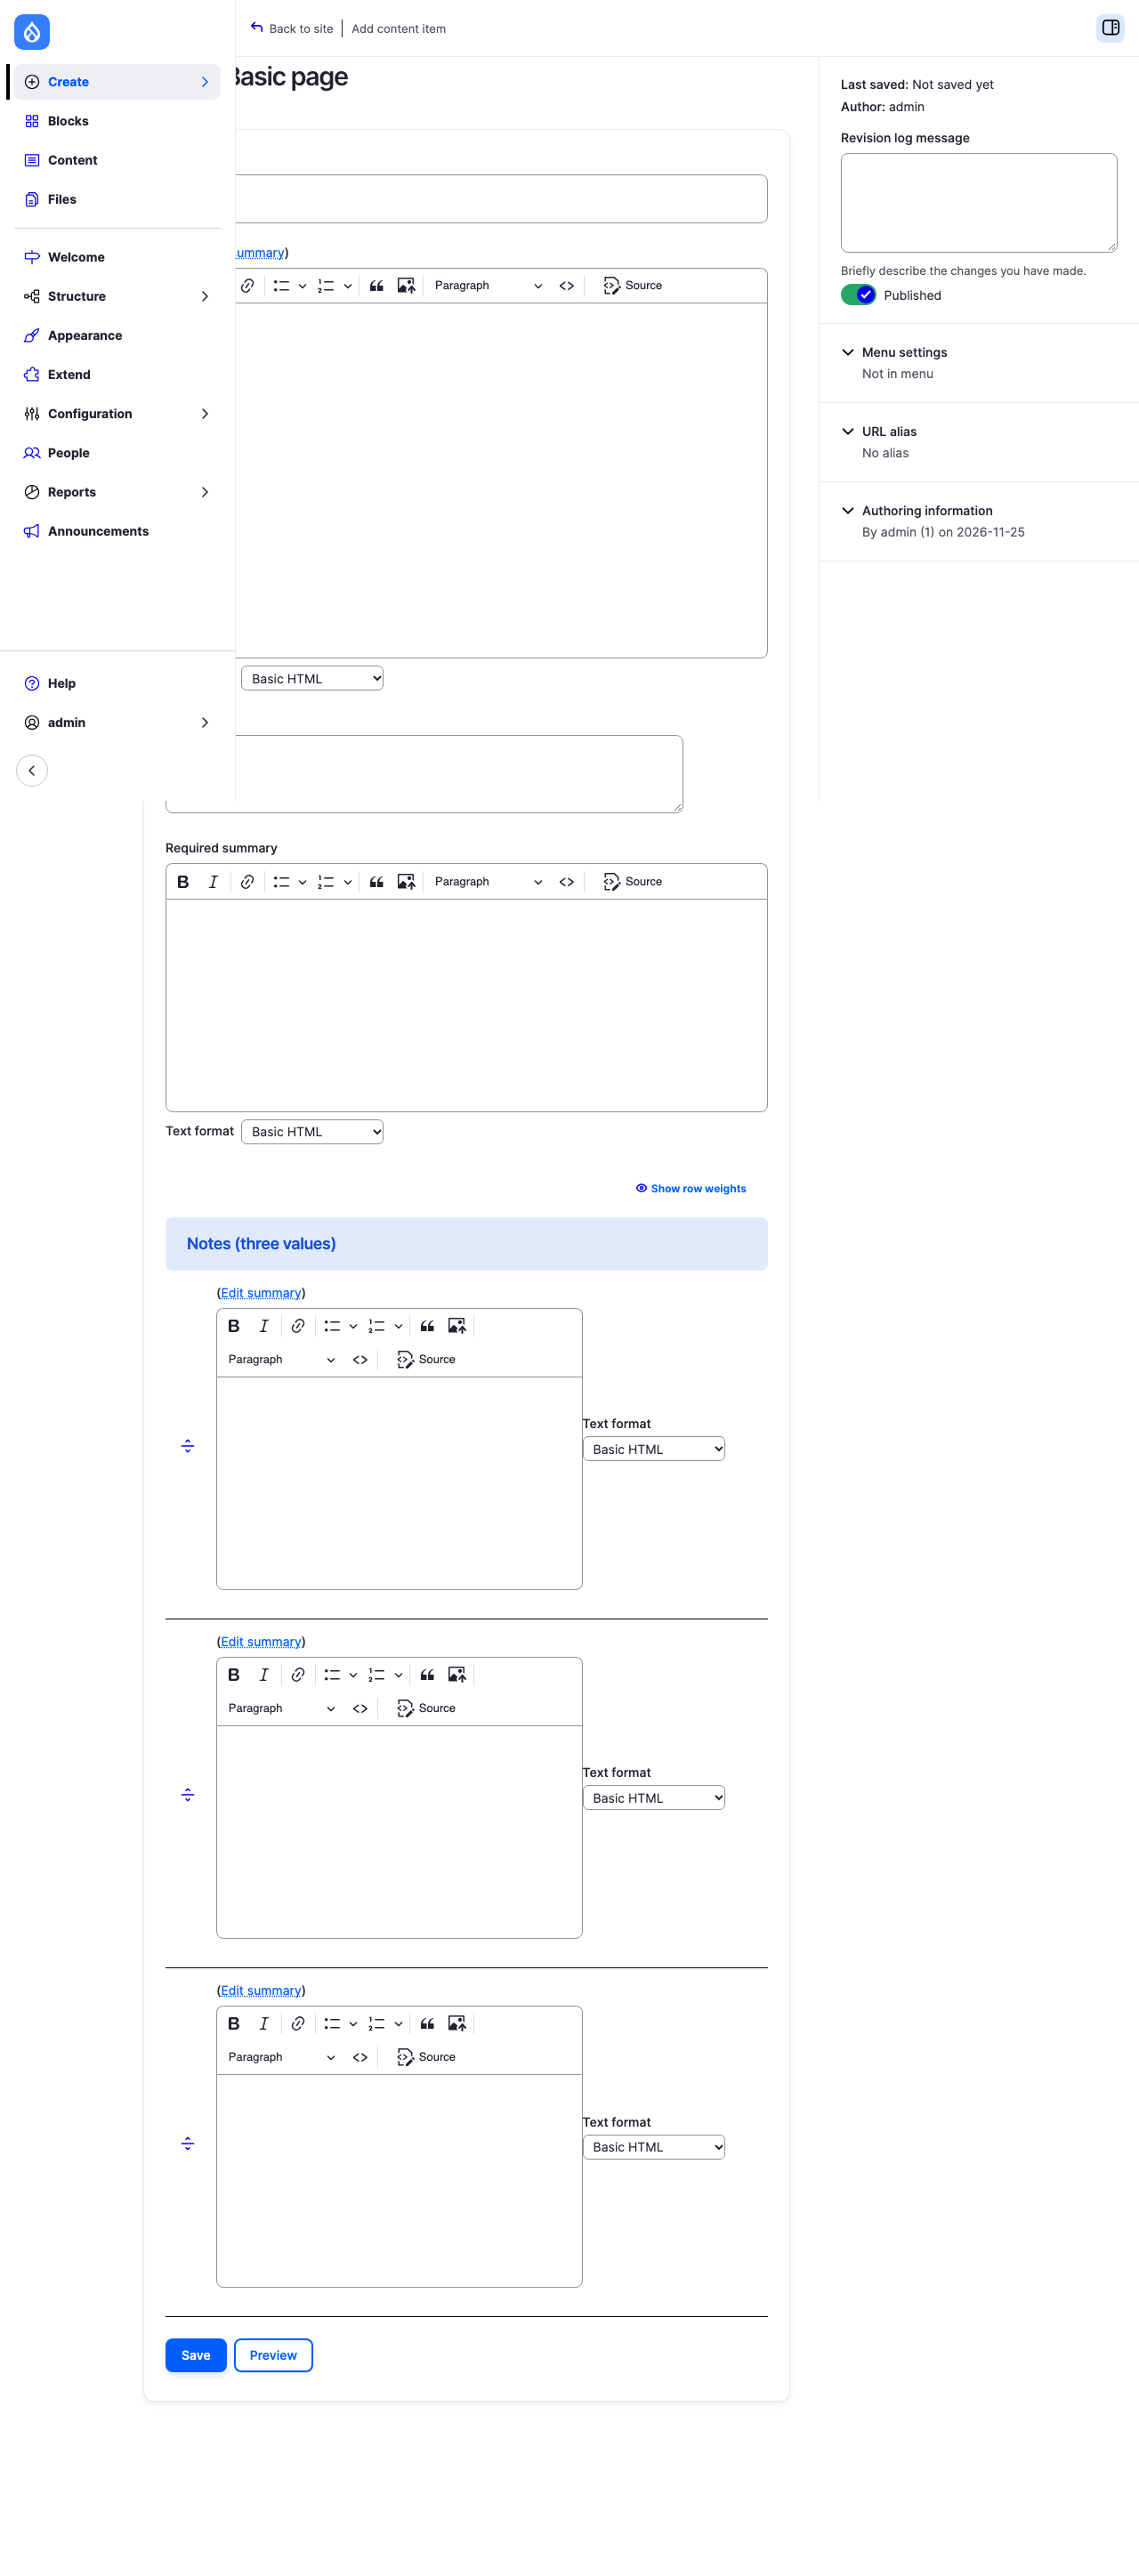 Back to site
Add content item
Create
Blocks
Content
Files
Welcome
Structure
Appearance
Extend
Configuration
People
Reports
Announcements
Help
admin
Basic page
summary)
Paragraph
Source
Basic HTML
Required summary
Paragraph
Source
Text format
Basic HTML
Show row weights
Notes (three values)
(Edit summary)
Paragraph
Source
Text format
Basic HTML
(Edit summary)
Paragraph
Source
Text format
Basic HTML
(Edit summary)
Paragraph
Source
Text format
Basic HTML
Save
Preview
Last saved: Not saved yet
Author: admin
Revision log message
Briefly describe the changes you have made.
Published
Menu settings
Not in menu
URL alias
No alias
Authoring information
By admin (1) on 2026-11-25